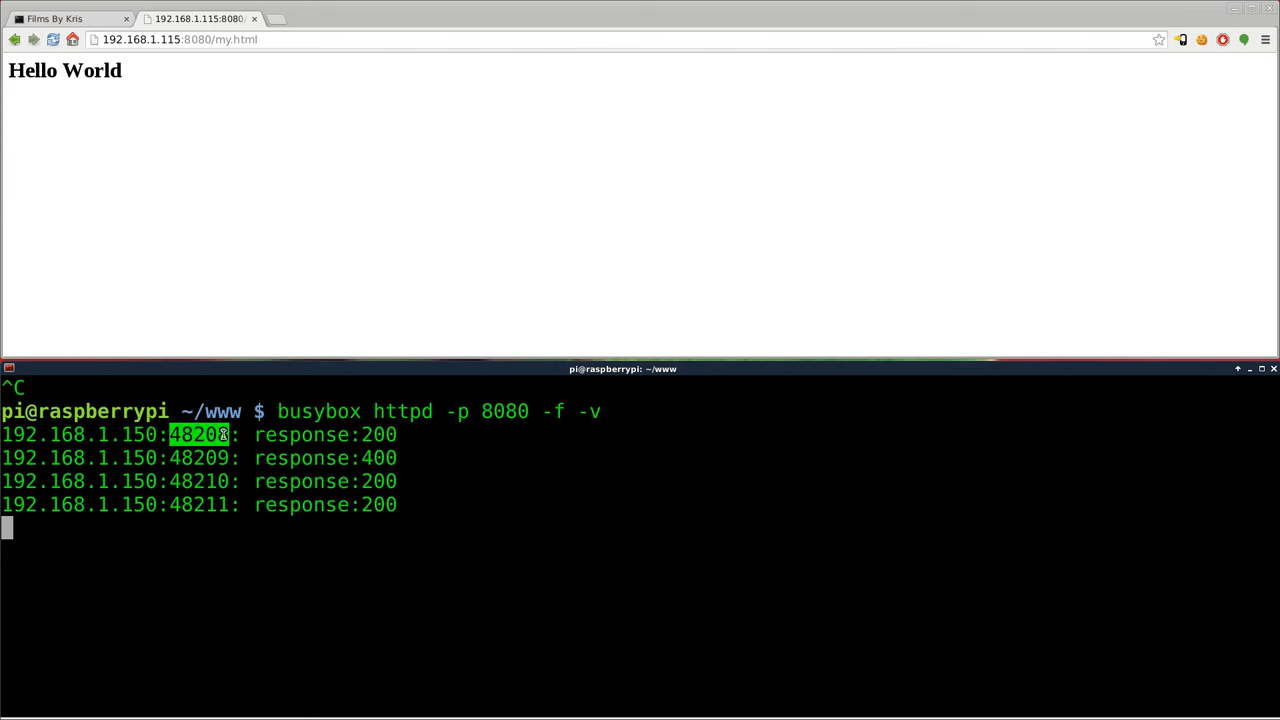 Films By Kris
192.168.1.115:8080/
192.168.1.115:8080/my.html
Hello World
pi@raspberrypi: ~/www
^C
pi@raspberrypi ~/www $ busybox httpd -p 8080 -f -v
192.168.1.150:48208: response:200
192.168.1.150:48209: response:400
192.168.1.150:48210: response:200
192.168.1.150:48211: response:200